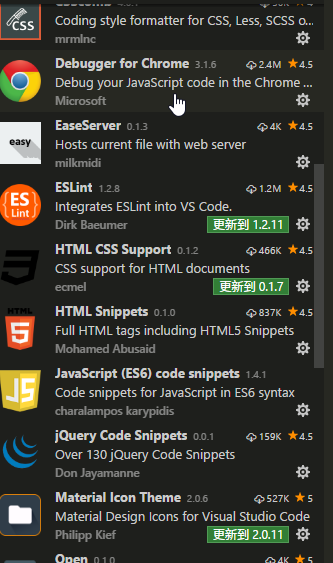 CSS
Coding style formatter for CSS, Less, SCSS o...
mrmlnc
Debugger for Chrome 3.1.6 2.4M ★4.5
Debug your JavaScript code in the Chrome ...
Microsoft
easy
EaseServer 0.1.3 4K ★5
Hosts current file with web server
milkmidi
ES
Lint
ESLint 1.2.8 1.2M ★4.5
Integrates ESLint into VS Code.
Dirk Baeumer 更新到 1.2.11
HTML CSS Support 0.1.2 466K ★4.5
CSS support for HTML documents
ecmel 更新到 0.1.7
HTML
5
HTML Snippets 0.1.0 837K ★4.5
Full HTML tags including HTML5 Snippets
Mohamed Abusaid
JS
JavaScript (ES6) code snippets 1.4.1
Code snippets for JavaScript in ES6 syntax
charalampos karypidis
jQuery Code Snippets 0.0.1 159K ★4.5
Over 130 jQuery Code Snippets
Don Jayamanne
Material Icon Theme 2.0.6 527K ★5
Material Design Icons for Visual Studio Code
Philipp Kief 更新到 2.0.11
Open 0.1.0 4K ★5